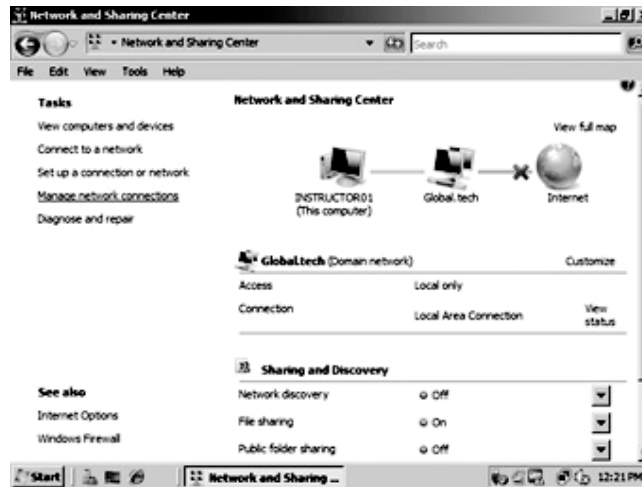 Network and Sharing Center
Network and Sharing Center
Search
File Edit View Tools Help
Tasks
View computers and devices
Connect to a network
Set up a connection or network
Manage network connections
Diagnose and repair
See also
Internet Options
Windows Firewall
Network and Sharing Center
View full map
INSTRUCTOR01
(This computer)
Global.tech
Internet
Global.tech (Domain network)
Customize
Access
Local only
Connection
Local Area Connection
View
status
Sharing and Discovery
Network discovery
Off
File sharing
On
Public folder sharing
Off
Start
Network and Sharing ...
12:21 PM